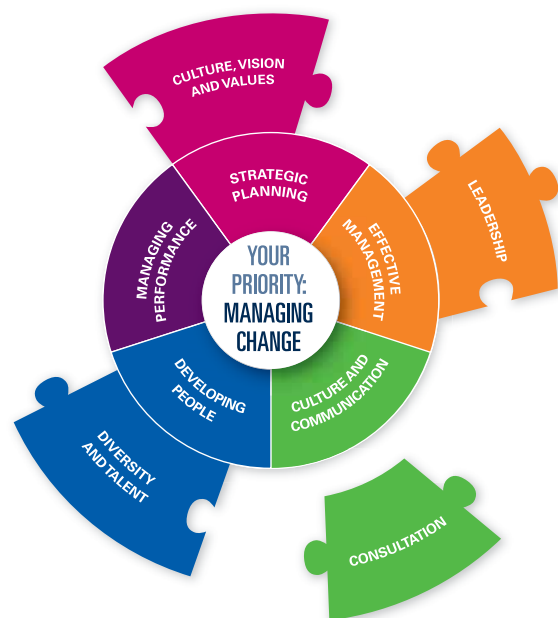 CULTURE, VISION
AND VALUES
STRATEGIC
PLANNING
LEADERSHIP
EFFECTIVE
MANAGEMENT
MANAGING
PERFORMANCE
YOUR
PRIORITY:
MANAGING
CHANGE
DEVELOPING
PEOPLE
CULTURE AND
COMMUNICATION
DIVERSITY
AND TALENT
CONSULTATION